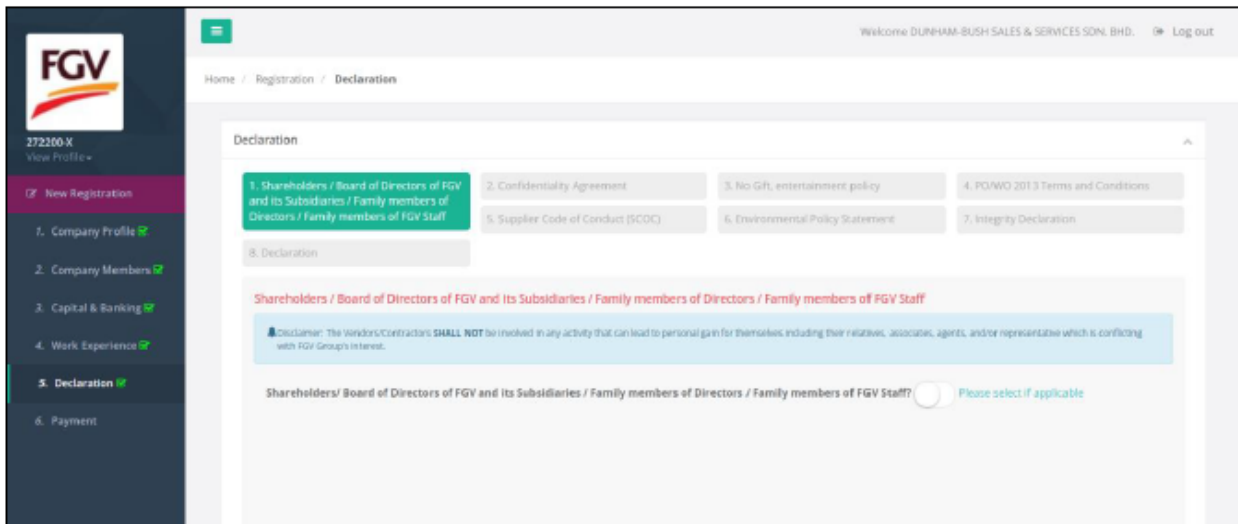 FGV
272200-X
View Profile
New Registration
1. Company Profile
2. Company Members
3. Capital & Banking
4. Work Experience
5. Declaration
6. Payment
Welcome DUNHAM-BUSH SALES & SERVICES SDN. BHD. Log out
Home / Registration / Declaration
Declaration
1. Shareholders / Board of Directors of FGV
and its Subsidiaries / Family members of
Directors / Family members of FGV Staff
2. Confidentiality Agreement
3. No Gift, entertainment policy
4. PO/WO 2013 Terms and Conditions
5. Supplier Code of Conduct (SCOC)
6. Environmental Policy Statement
7. Integrity Declaration
8. Declaration
Shareholders / Board of Directors of FGV and its Subsidiaries / Family members of Directors / Family members of FGV Staff
Disclaimer: The Vendors/Contractors SHALL NOT be involved in any activity that can lead to personal gain for themselves including their relatives, associates, agents, and/or representative which is conflicting
with FGV Group's interest.
Shareholders/ Board of Directors of FGV and its Subsidiaries / Family members of Directors / Family members of FGV Staff? Please select if applicable